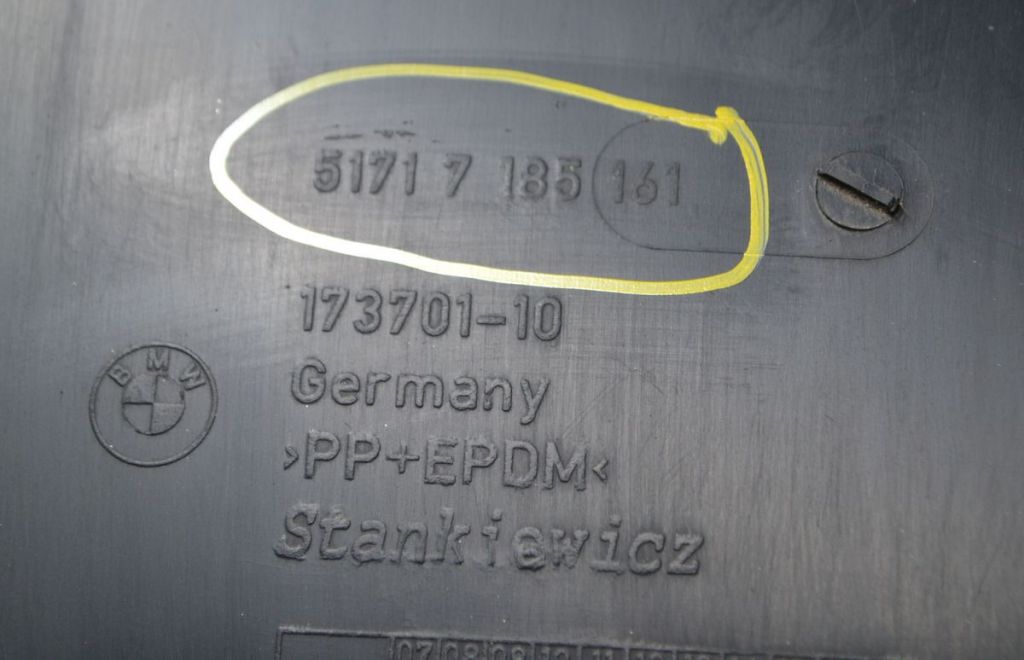 5171 7 185 161
173701-10
Germany
BMW
>PP+EPDM<
Stankiewicz